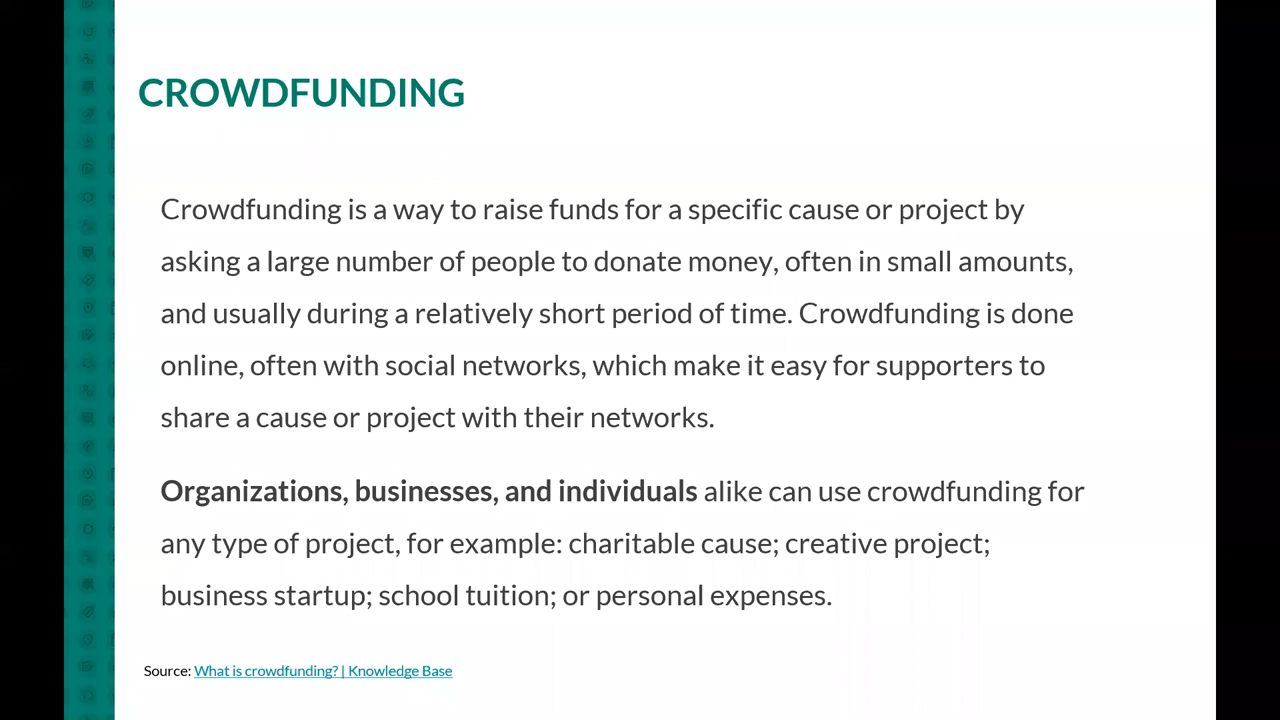 CROWDFUNDING
Crowdfunding is a way to raise funds for a specific cause or project by
asking a large number of people to donate money, often in small amounts,
and usually during a relatively short period of time. Crowdfunding is done
online, often with social networks, which make it easy for supporters to
share a cause or project with their networks.
Organizations, businesses, and individuals alike can use crowdfunding for
any type of project, for example: charitable cause; creative project;
business startup; school tuition; or personal expenses.
Source: What is crowdfunding? | Knowledge Base